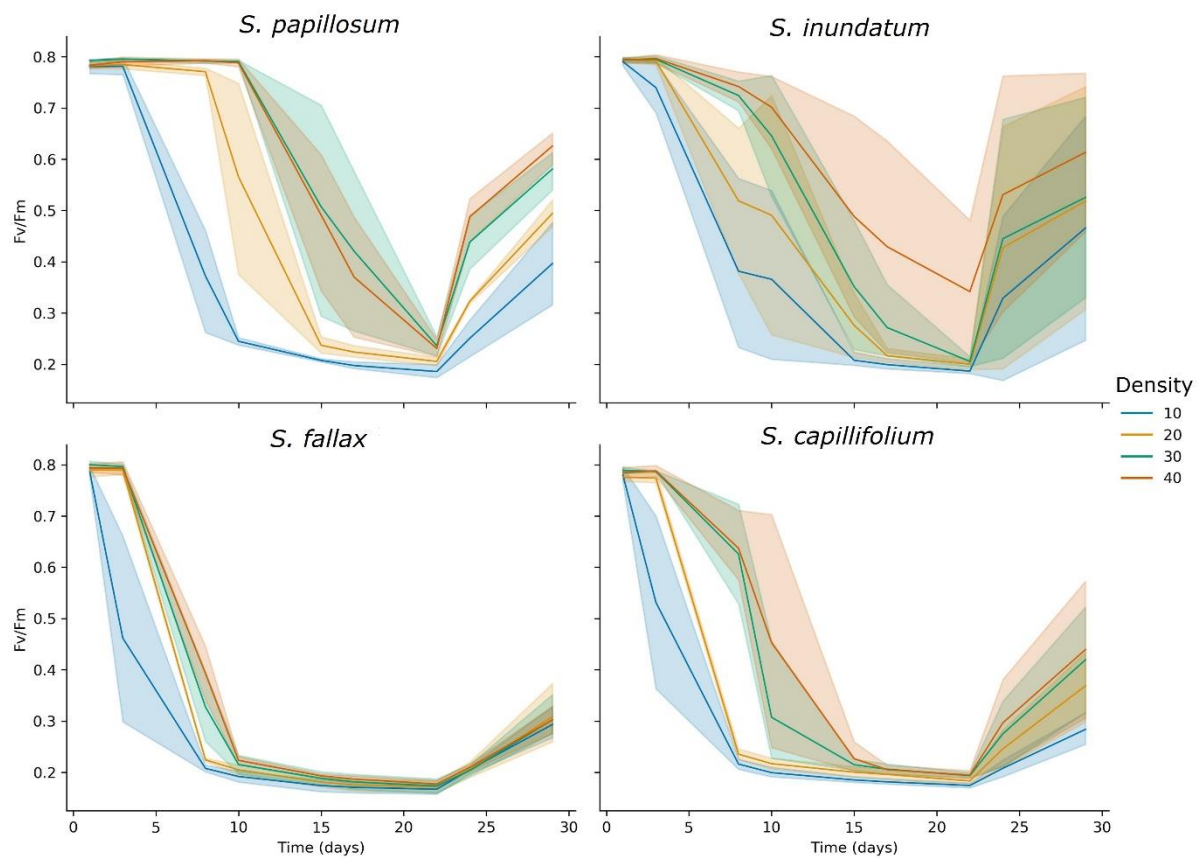 S. papillosum
S. inundatum
0.8
0.7
0.6
0.5
0.4
0.3
0.2
Fv/Fm
S. fallax
S. capillifolium
0.8
0.7
0.6
0.5
0.4
0.3
0.2
Fv/Fm
0 5 10 15 20 25 30
Time (days)
0 5 10 15 20 25 30
Time (days)
Density
10
20
30
40